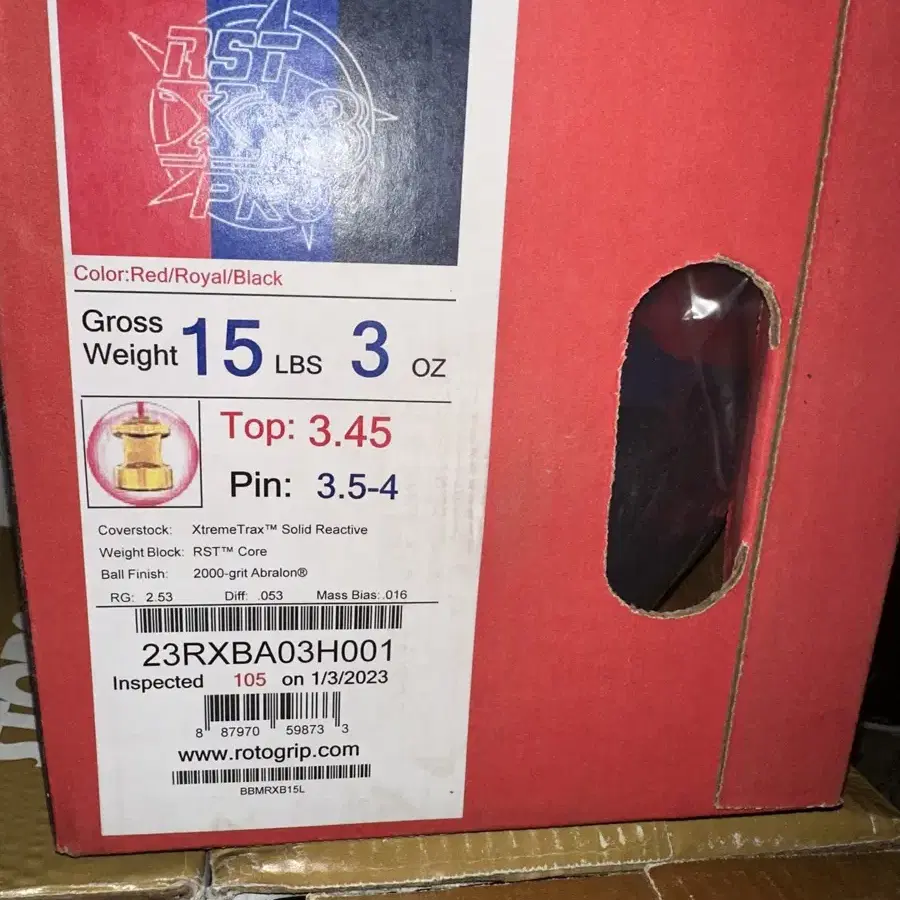 RST
X-3
PRO
Color:Red/Royal/Black
Gross Weight 15 LBS 3 OZ
Top: 3.45
Pin: 3.5-4
Coverstock: XtremeTrax™ Solid Reactive
Weight Block: RST™ Core
Ball Finish: 2000-grit Abralon®
RG: 2.53 Diff: .053 Mass Bias:.016
23RXBA03H001
Inspected 105 on 1/3/2023
8 87970 59873 3
www.rotogrip.com
BBMRXB15L